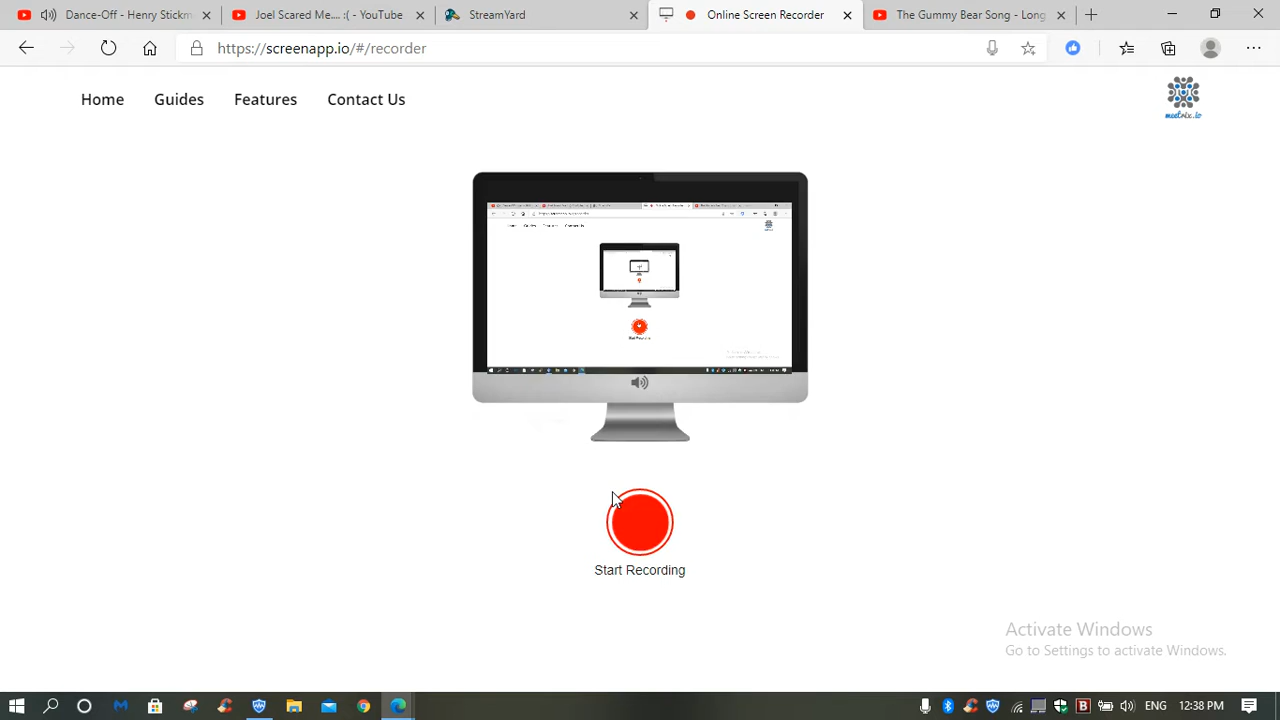 Dance-Off - Henry Stickm
Joel Scared Me... (- YouTube
StreamYard
Online Screen Recorder
The Gummy Bear Song - Long
https://screenapp.io/#/recorder
Home
Guides
Features
Contact Us
meetrix.io
Start Recording
Activate Windows
Go to Settings to activate Windows.
ENG
12:38 PM